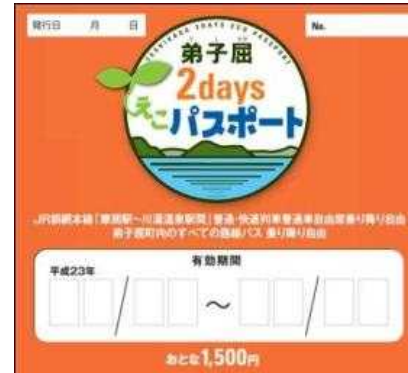 発行日 月 日
No.
TESHIKAGA 2DAYS ECO PASSPORT
弟子屈
2days
えこパスポート
JR釧網本線「摩周駅～川湯温泉駅間」普通・快速列車普通車自由席乗り降り自由
弟子屈町内のすべての路線バス 乗り降り自由
有効期間
平成23年
／ ～ ／
おとな1,500円